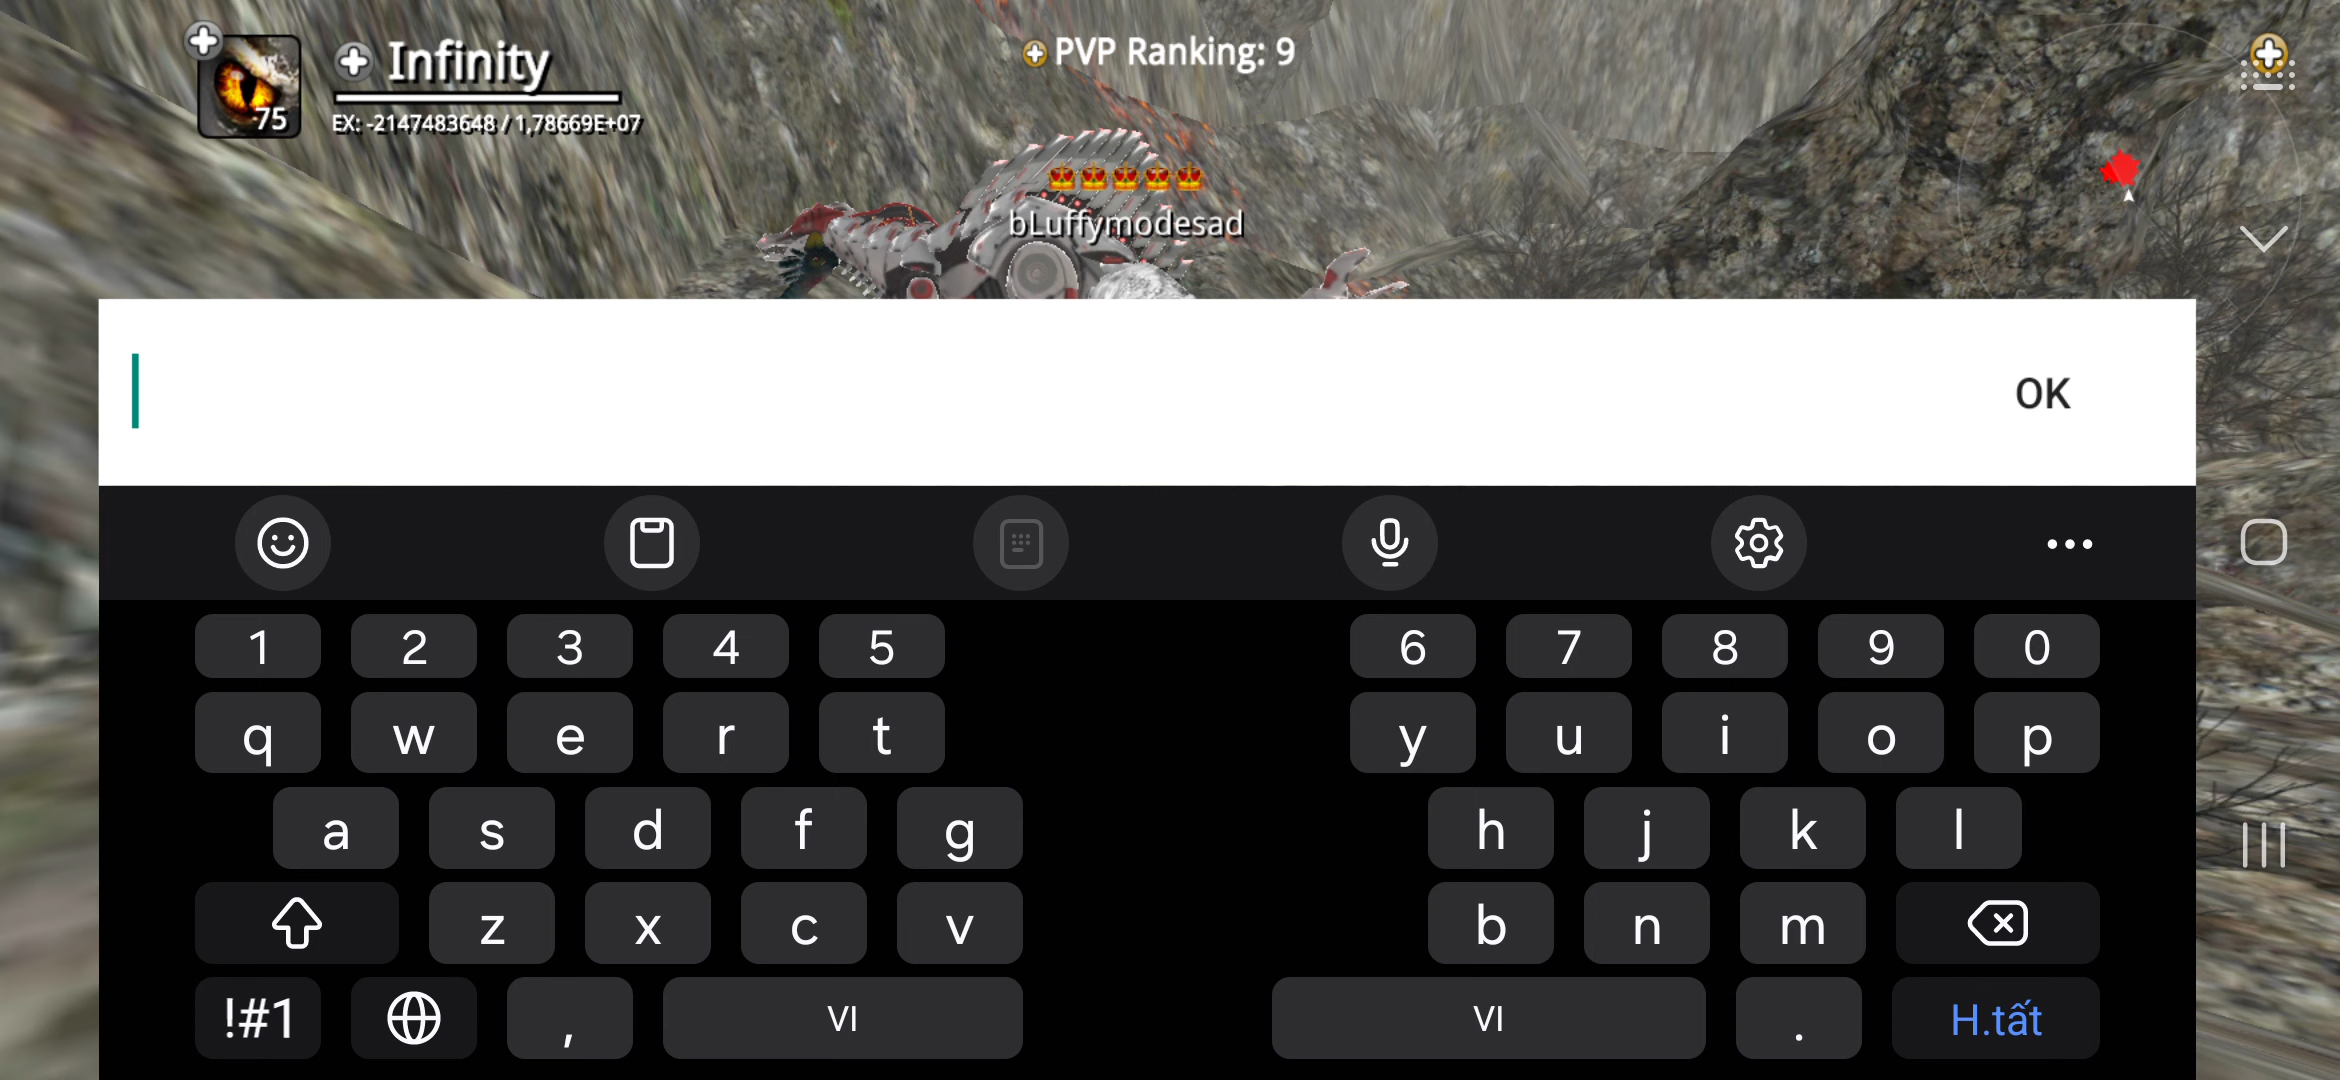 Infinity
75
EX: -2147483648 / 1,78669E+07
PVP Ranking: 9
bLuffymodesad
OK
1 2 3 4 5 6 7 8 9 0
q w e r t y u i o p
a s d f g h j k l
z x c v b n m
!#1 , VI VI . H.tất